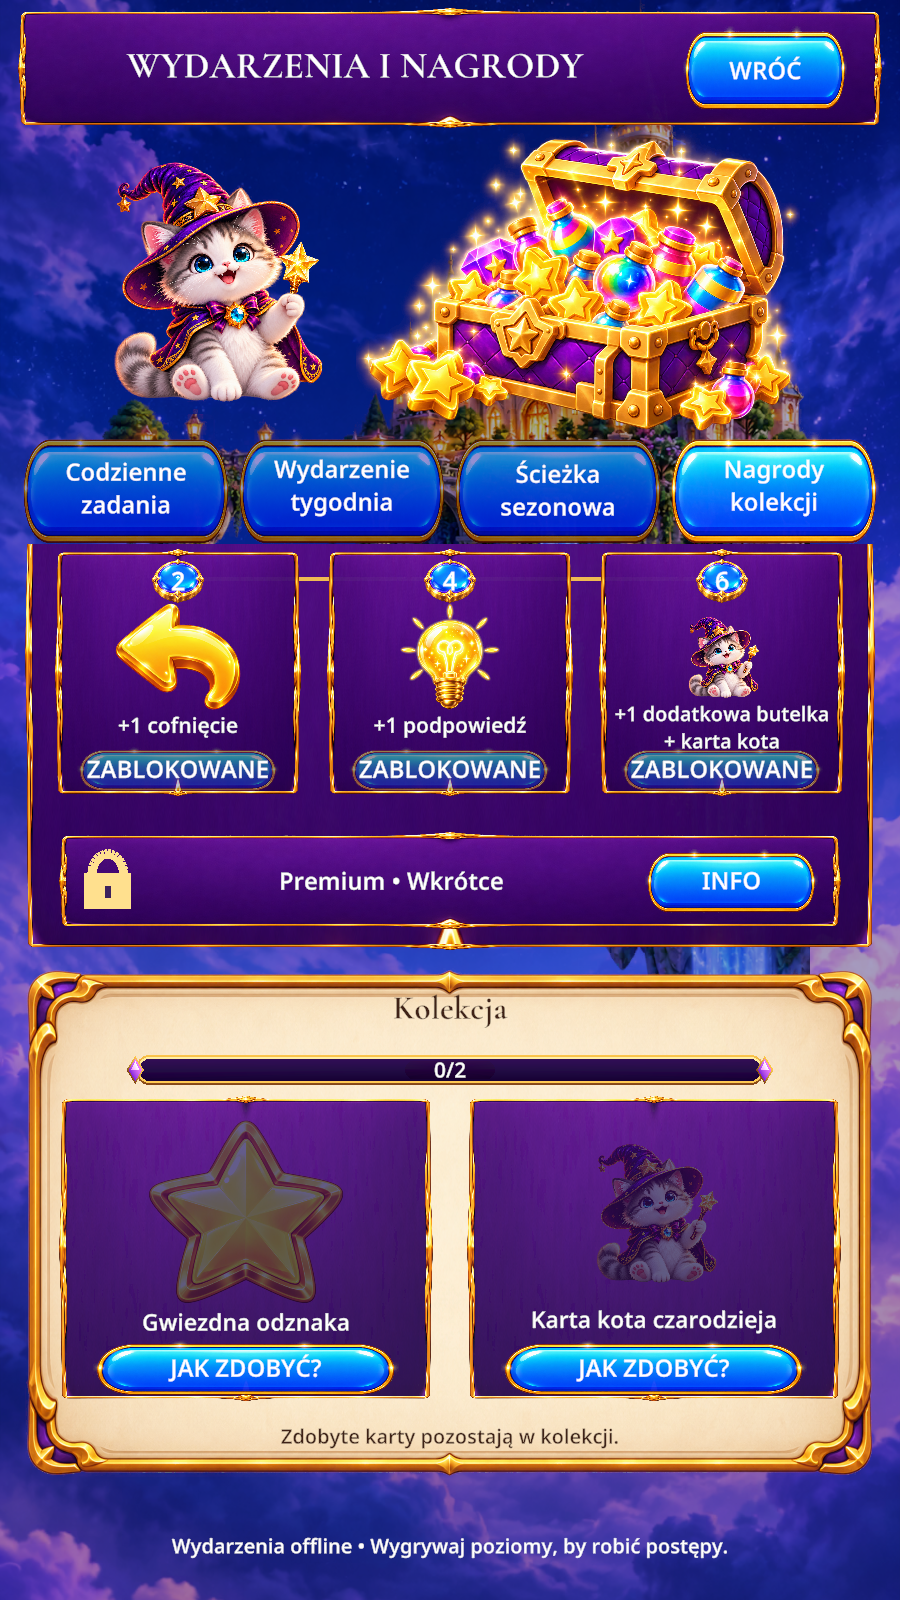 WYDARZENIA I NAGRODY
WRÓĆ
Codzienne
zadania
Wydarzenie
tygodnia
Ścieżka
sezonowa
Nagrody
kolekcji
2
4
6
+1 cofnięcie
+1 podpowiedź
+1 dodatkowa butelka
+ karta kota
ZABLOKOWANE
ZABLOKOWANE
ZABLOKOWANE
Premium • Wkrótce
INFO
Kolekcja
0/2
Gwiezdna odznaka
Karta kota czarodzieja
JAK ZDOBYĆ?
JAK ZDOBYĆ?
Zdobyte karty pozostają w kolekcji.
Wydarzenia offline • Wygrywaj poziomy, by robić postępy.